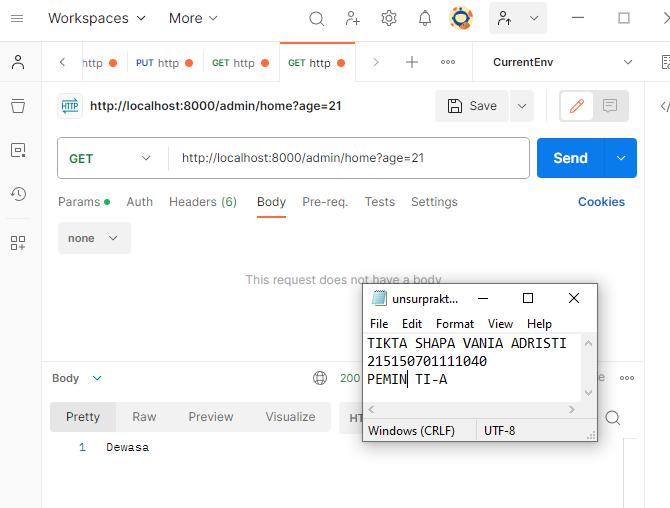 Workspaces More
http PUT http GET http GET http CurrentEnv
HTTP http://localhost:8000/admin/home?age=21 Save
GET http://localhost:8000/admin/home?age=21 Send
Params Auth Headers (6) Body Pre-req. Tests Settings Cookies
none
This request does not have a body
unsurprakt...
File Edit Format View Help
TIKTA SHAPA VANIA ADRISTI
215150701111040
PEMIN TI-A
Windows (CRLF) UTF-8
Body 200
Pretty Raw Preview Visualize HT
1 Dewasa